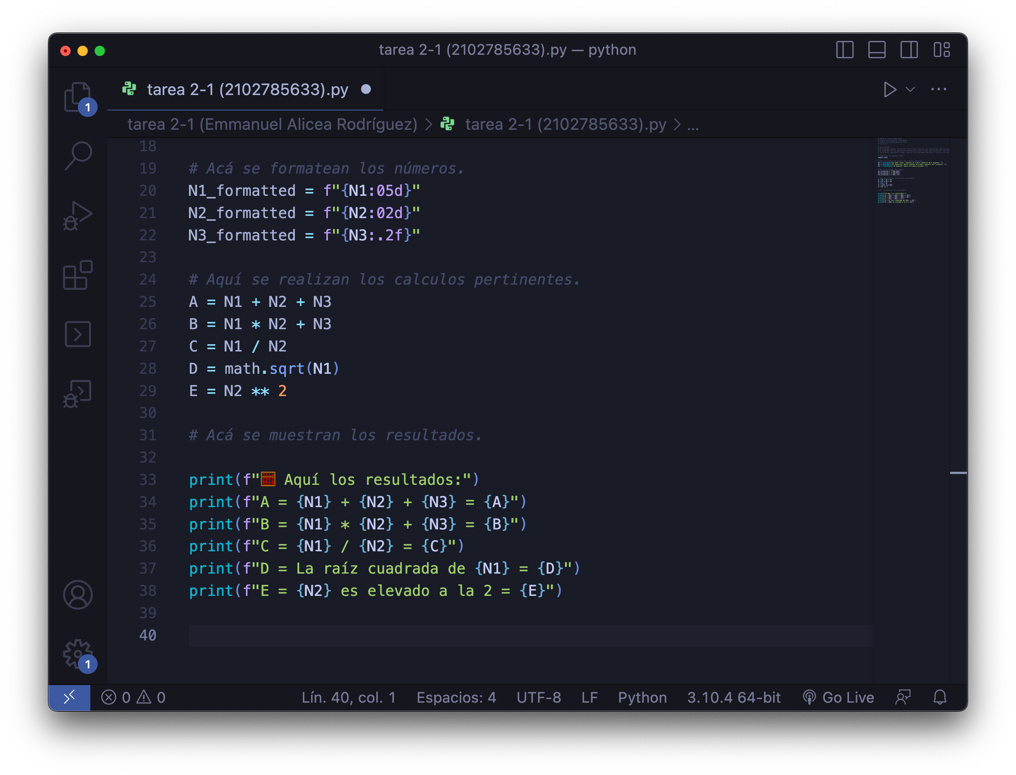 tarea 2-1 (2102785633).py — python
tarea 2-1 (2102785633).py
tarea 2-1 (Emmanuel Alicea Rodríguez) > tarea 2-1 (2102785633).py > ...
1
18
19 # Acá se formatean los números.
20 N1_formatted = f"{N1:05d}"
21 N2_formatted = f"{N2:02d}"
22 N3_formatted = f"{N3:.2f}"
23
24 # Aquí se realizan los calculos pertinentes.
25 A = N1 + N2 + N3
26 B = N1 * N2 + N3
27 C = N1 / N2
28 D = math.sqrt(N1)
29 E = N2 ** 2
30
31 # Acá se muestran los resultados.
32
33 print(f"🧮 Aquí los resultados:")
34 print(f"A = {N1} + {N2} + {N3} = {A}")
35 print(f"B = {N1} * {N2} + {N3} = {B}")
36 print(f"C = {N1} / {N2} = {C}")
37 print(f"D = La raíz cuadrada de {N1} = {D}")
38 print(f"E = {N2} es elevado a la 2 = {E}")
39
40
1
0 0 Lín. 40, col. 1 Espacios: 4 UTF-8 LF Python 3.10.4 64-bit Go Live